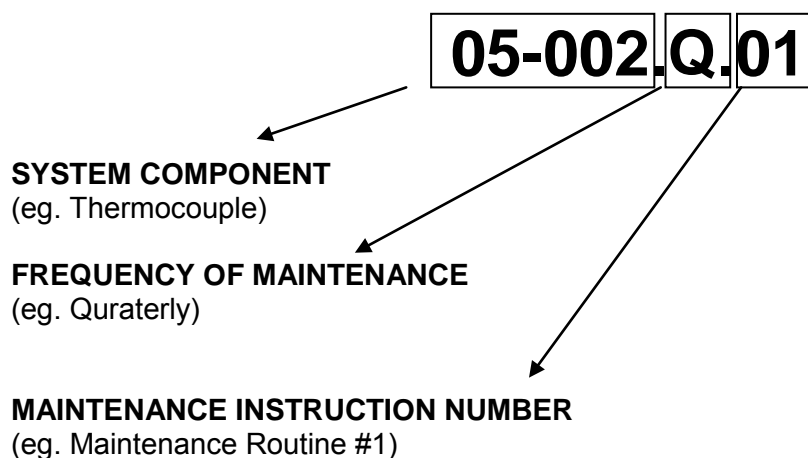 05-002.Q.01
SYSTEM COMPONENT
(eg. Thermocouple)
FREQUENCY OF MAINTENANCE
(eg. Quraterly)
MAINTENANCE INSTRUCTION NUMBER
(eg. Maintenance Routine #1)